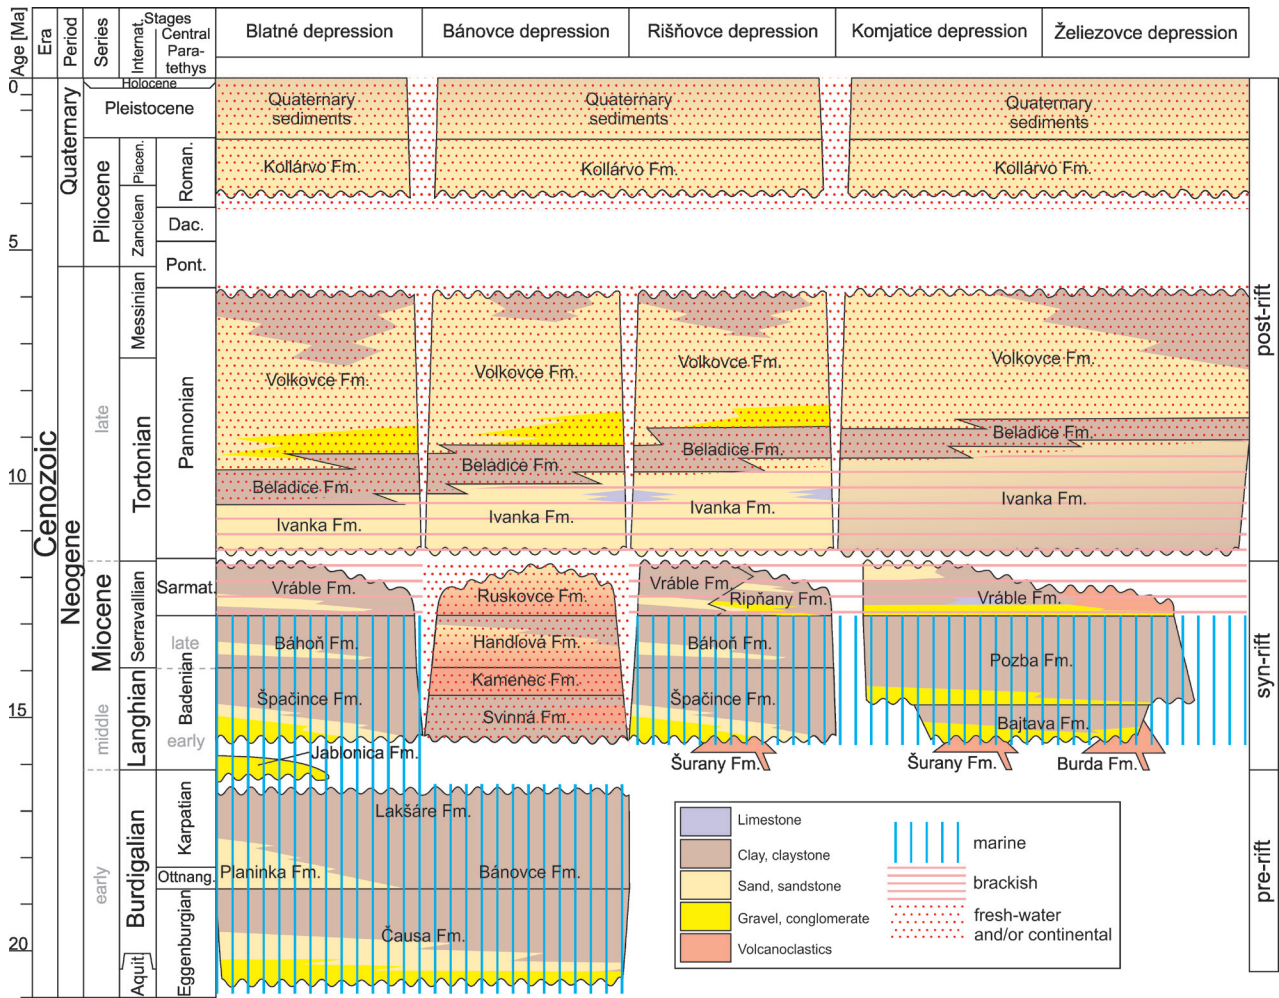 Age [Ma]
Era
Period
Series
Stages
Internat.
Central
Para-
tethys
Blatné depression
Bánovce depression
Rišňovce depression
Komjatice depression
Želiezovce depression
0
5
10
15
20
Cenozoic
Quaternary
Neogene
Holocene
Pleistocene
Pliocene
Miocene
late
middle
early
Piacen.
Zanclean
Messinian
Tortonian
Serravallian
Langhian
Burdigalian
Aquit.
Roman.
Dac.
Pont.
Pannonian
Sarmat.
late
Badenian
early
Karpatian
Ottnang.
Eggenburgian
Quaternary
sediments
Quaternary
sediments
Quaternary
sediments
Kollárvo Fm.
Kollárvo Fm.
Kollárvo Fm.
Volkovce Fm.
Volkovce Fm.
Volkovce Fm.
Volkovce Fm.
Beladice Fm.
Beladice Fm.
Beladice Fm.
Beladice Fm.
Ivanka Fm.
Ivanka Fm.
Ivanka Fm.
Ivanka Fm.
Vráble Fm.
Ruskovce Fm.
Vráble Fm.
Ripňany Fm.
Vráble Fm.
Báhoň Fm.
Handlová Fm.
Báhoň Fm.
Pozba Fm.
Kamenec Fm.
Špačince Fm.
Svinná Fm.
Špačince Fm.
Bajtava Fm.
Jablonica Fm.
Šurany Fm.
Šurany Fm.
Burda Fm.
Lakšáre Fm.
Planinka Fm.
Bánovce Fm.
Čausa Fm.
post-rift
syn-rift
pre-rift
Limestone
Clay, claystone
Sand, sandstone
Gravel, conglomerate
Volcanoclastics
marine
brackish
fresh-water
and/or continental